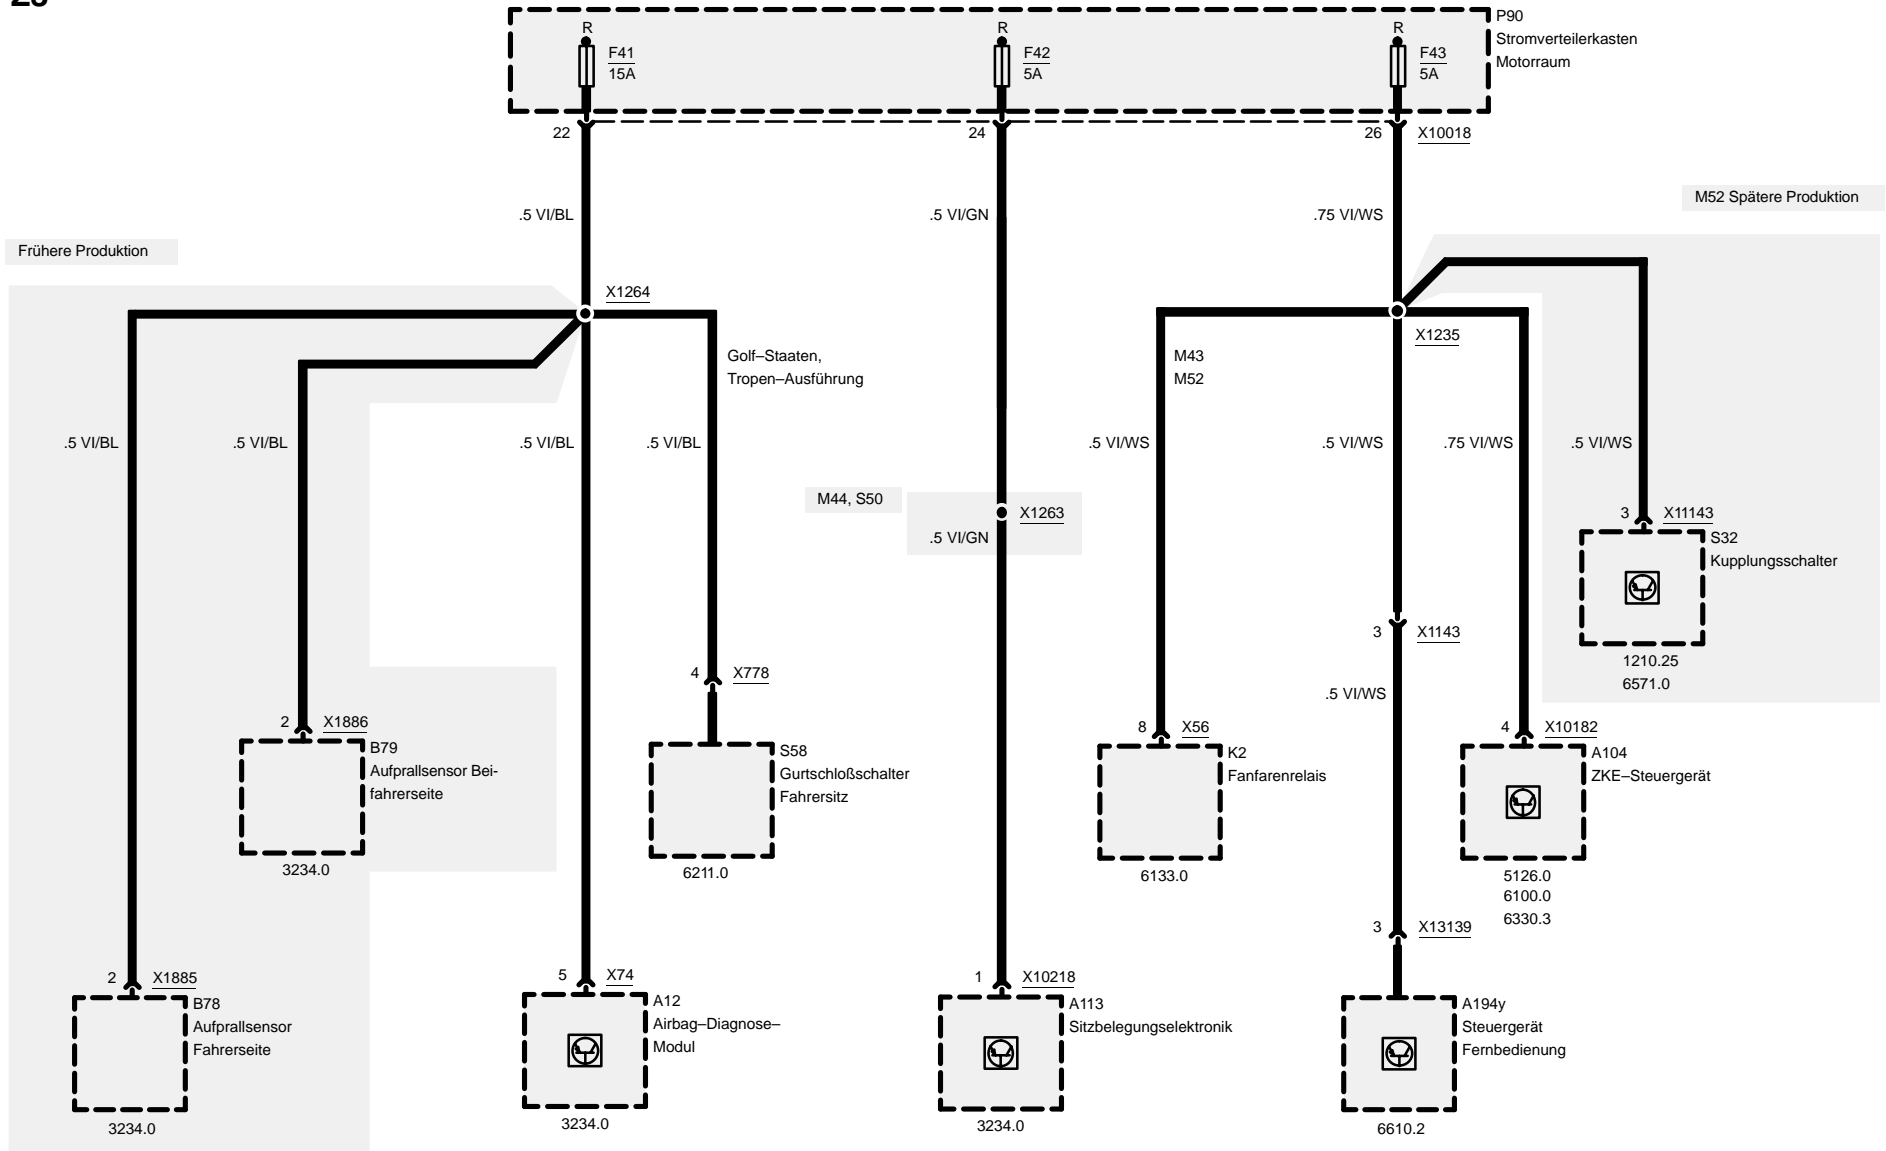 P90
Stromverteilerkasten
Motorraum
R
F41
15A
R
F42
5A
R
F43
5A
22
24
26
X10018
.5 VI/BL
.5 VI/GN
.75 VI/WS
M52 Spätere Produktion
Frühere Produktion
X1264
X1235
Golf–Staaten,
Tropen–Ausführung
M43
M52
.5 VI/BL
.5 VI/BL
.5 VI/BL
.5 VI/BL
.5 VI/WS
.5 VI/WS
.75 VI/WS
.5 VI/WS
M44, S50
X1263
.5 VI/GN
3
X11143
S32
Kupplungsschalter
1210.25
6571.0
3
X1143
.5 VI/WS
4
X778
S58
Gurtschloßschalter
Fahrersitz
6211.0
2
X1886
B79
Aufprallsensor Bei-
fahrerseite
3234.0
8
X56
K2
Fanfarenrelais
6133.0
4
X10182
A104
ZKE–Steuergerät
5126.0
6100.0
6330.3
3
X13139
2
X1885
B78
Aufprallsensor
Fahrerseite
3234.0
5
X74
A12
Airbag–Diagnose–
Modul
3234.0
1
X10218
A113
Sitzbelegungselektronik
3234.0
A194y
Steuergerät
Fernbedienung
6610.2